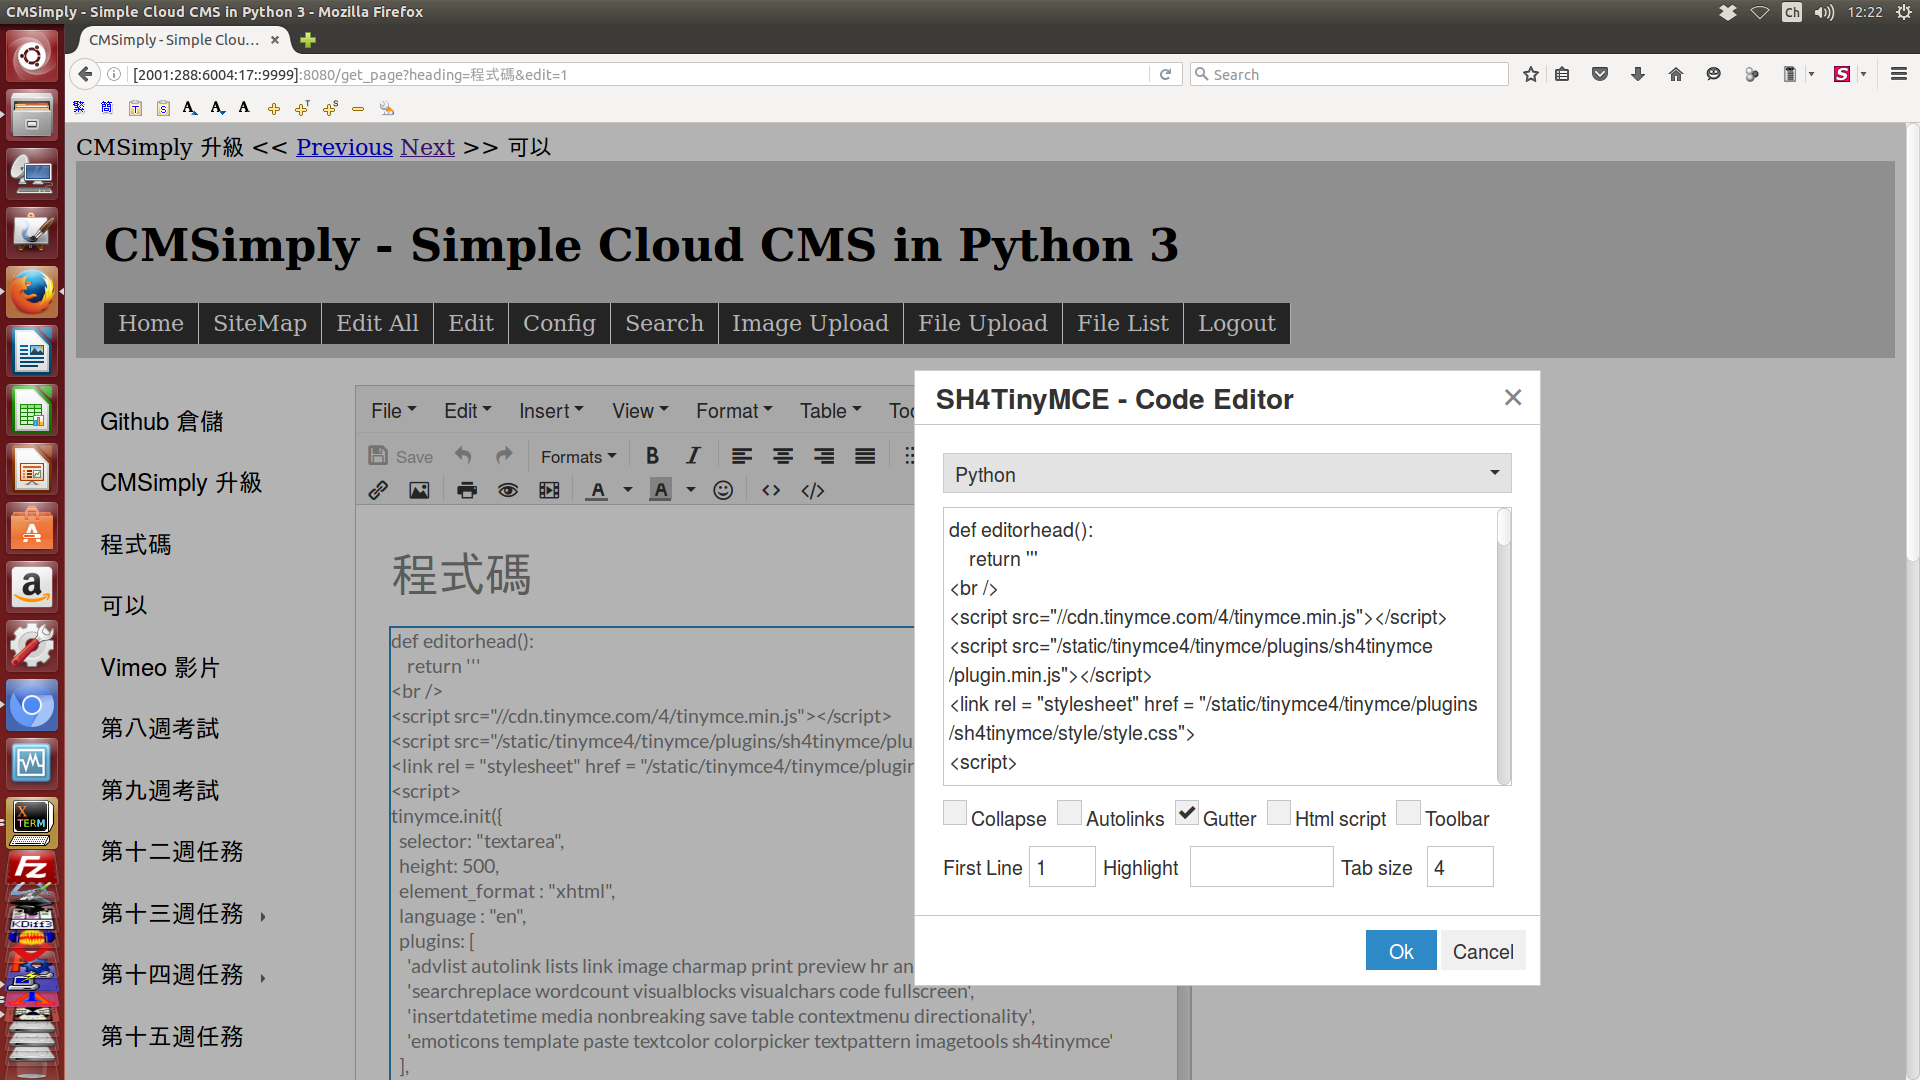 CMSimply - Simple Cloud CMS in Python 3 - Mozilla Firefox
Ch
12:22
CMSimply - Simple Clou...
[2001:288:6004:17::9999]:8080/get_page?heading=程式碼&edit=1
Search
繁 簡 T S A A A T S
CMSimply 升級 << Previous Next >> 可以
CMSimply - Simple Cloud CMS in Python 3
Home SiteMap Edit All Edit Config Search Image Upload File Upload File List Logout
Github 倉儲
CMSimply 升級
程式碼
可以
Vimeo 影片
第八週考試
第九週考試
第十二週任務
第十三週任務
第十四週任務
第十五週任務
File Edit Insert View Format Table Too
Save Formats B I
A A
程式碼
def editorhead():
return '''
<br />
<script src="//cdn.tinymce.com/4/tinymce.min.js"></script>
<script src="/static/tinymce4/tinymce/plugins/sh4tinymce/plu
<link rel = "stylesheet" href = "/static/tinymce4/tinymce/plugin
<script>
tinymce.init({
selector: "textarea",
height: 500,
element_format : "xhtml",
language : "en",
plugins: [
'advlist autolink lists link image charmap print preview hr an
'searchreplace wordcount visualblocks visualchars code fullscreen',
'insertdatetime media nonbreaking save table contextmenu directionality',
'emoticons template paste textcolor colorpicker textpattern imagetools sh4tinymce'
],
SH4TinyMCE - Code Editor
Python
def editorhead():
return '''
<br />
<script src="//cdn.tinymce.com/4/tinymce.min.js"></script>
<script src="/static/tinymce4/tinymce/plugins/sh4tinymce
/plugin.min.js"></script>
<link rel = "stylesheet" href = "/static/tinymce4/tinymce/plugins
/sh4tinymce/style/style.css">
<script>
Collapse Autolinks Gutter Html script Toolbar
First Line 1 Highlight Tab size 4
Ok Cancel
X
TERM
Fz
KDiff3